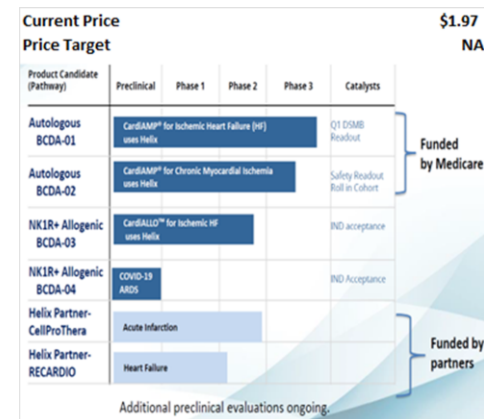 Current Price $1.97
Price Target NA
Product Candidate
(Pathway) Preclinical Phase 1 Phase 2 Phase 3 Catalysts
Autologous
BCDA-01
CardiAMP® for Ischemic Heart Failure (HF)
uses Helix
Q1 DSMB
Readout
Autologous
BCDA-02
CardiAMP® for Chronic Myocardial Ischemia
uses Helix
Safety Readout
Roll in Cohort
Funded
by Medicare
NK1R+ Allogenic
BCDA-03
CardiALLO™ for Ischemic HF
uses Helix
IND acceptance
NK1R+ Allogenic
BCDA-04
COVID-19
ARDS
IND Acceptance
Helix Partner-
CellProThera
Acute Infarction
Helix Partner-
RECARDIO
Heart Failure
Funded by
partners
Additional preclinical evaluations ongoing.